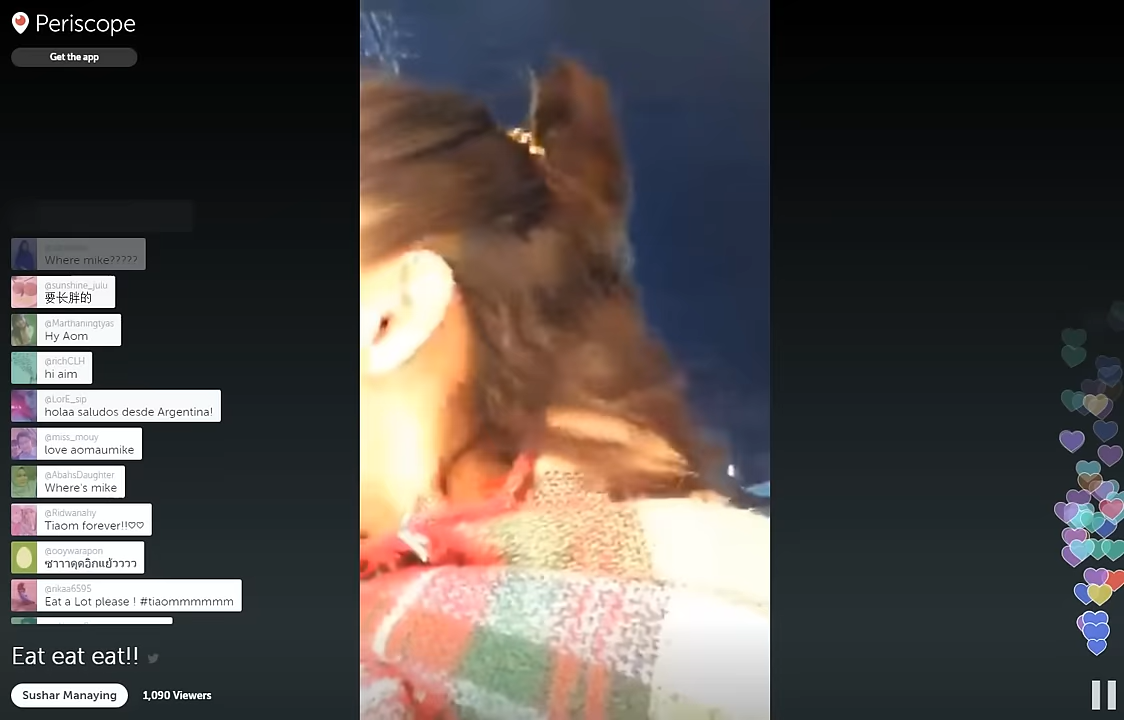 Periscope
Get the app
Where mike?????
@sunshine_julu
要长胖的
@Marthaningtyas
Hy Aom
@richCLH
hi aim
@LorE_sip
holaa saludos desde Argentina!
@miss_mouy
love aomaumike
@AbahsDaughter
Where's mike
@Ridwanahy
Tiaom forever!!♡♡
@ooywarapon
ซาาาดุดอิกแย้วววว
@nkaa6595
Eat a Lot please ! #tiaommmmmm
Eat eat eat!!
Sushar Manaying
1,090 Viewers